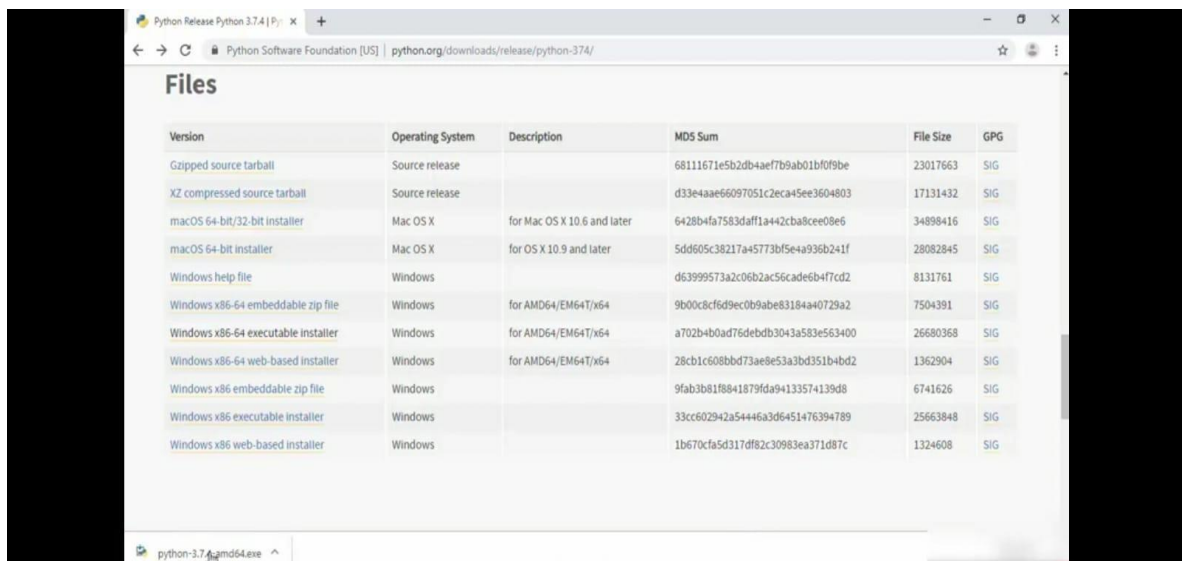 Python Release Python 3.7.4 | Py
Python Software Foundation [US] | python.org/downloads/release/python-374/
Files
Version Operating System Description MD5 Sum File Size GPG
Gzipped source tarball Source release 68111671e5b2db4aef7b9ab01bf0f9be 23017663 SIG
XZ compressed source tarball Source release d33e4aae66097051c2eca45ee3604803 17131432 SIG
macOS 64-bit/32-bit installer Mac OS X for Mac OS X 10.6 and later 6428b4fa7583daff1a442cba8cee08e6 34898416 SIG
macOS 64-bit installer Mac OS X for OS X 10.9 and later 5dd605c38217a45773bf5e4a936b241f 28082845 SIG
Windows help file Windows d63999573a2c06b2ac56cade6b4f7cd2 8131761 SIG
Windows x86-64 embeddable zip file Windows for AMD64/EM64T/x64 9b00c8cf6d9ec0b9abe83184a40729a2 7504391 SIG
Windows x86-64 executable installer Windows for AMD64/EM64T/x64 a702b4b0ad76debdb3043a583e563400 26680368 SIG
Windows x86-64 web-based installer Windows for AMD64/EM64T/x64 28cb1c608bbd73ae8e53a3bd351b4bd2 1362904 SIG
Windows x86 embeddable zip file Windows 9fab3b81f8841879fda94133574139d8 6741626 SIG
Windows x86 executable installer Windows 33cc602942a54446a3d6451476394789 25663848 SIG
Windows x86 web-based installer Windows 1b670cfa5d317df82c30983ea371d87c 1324608 SIG
python-3.7.4-amd64.exe